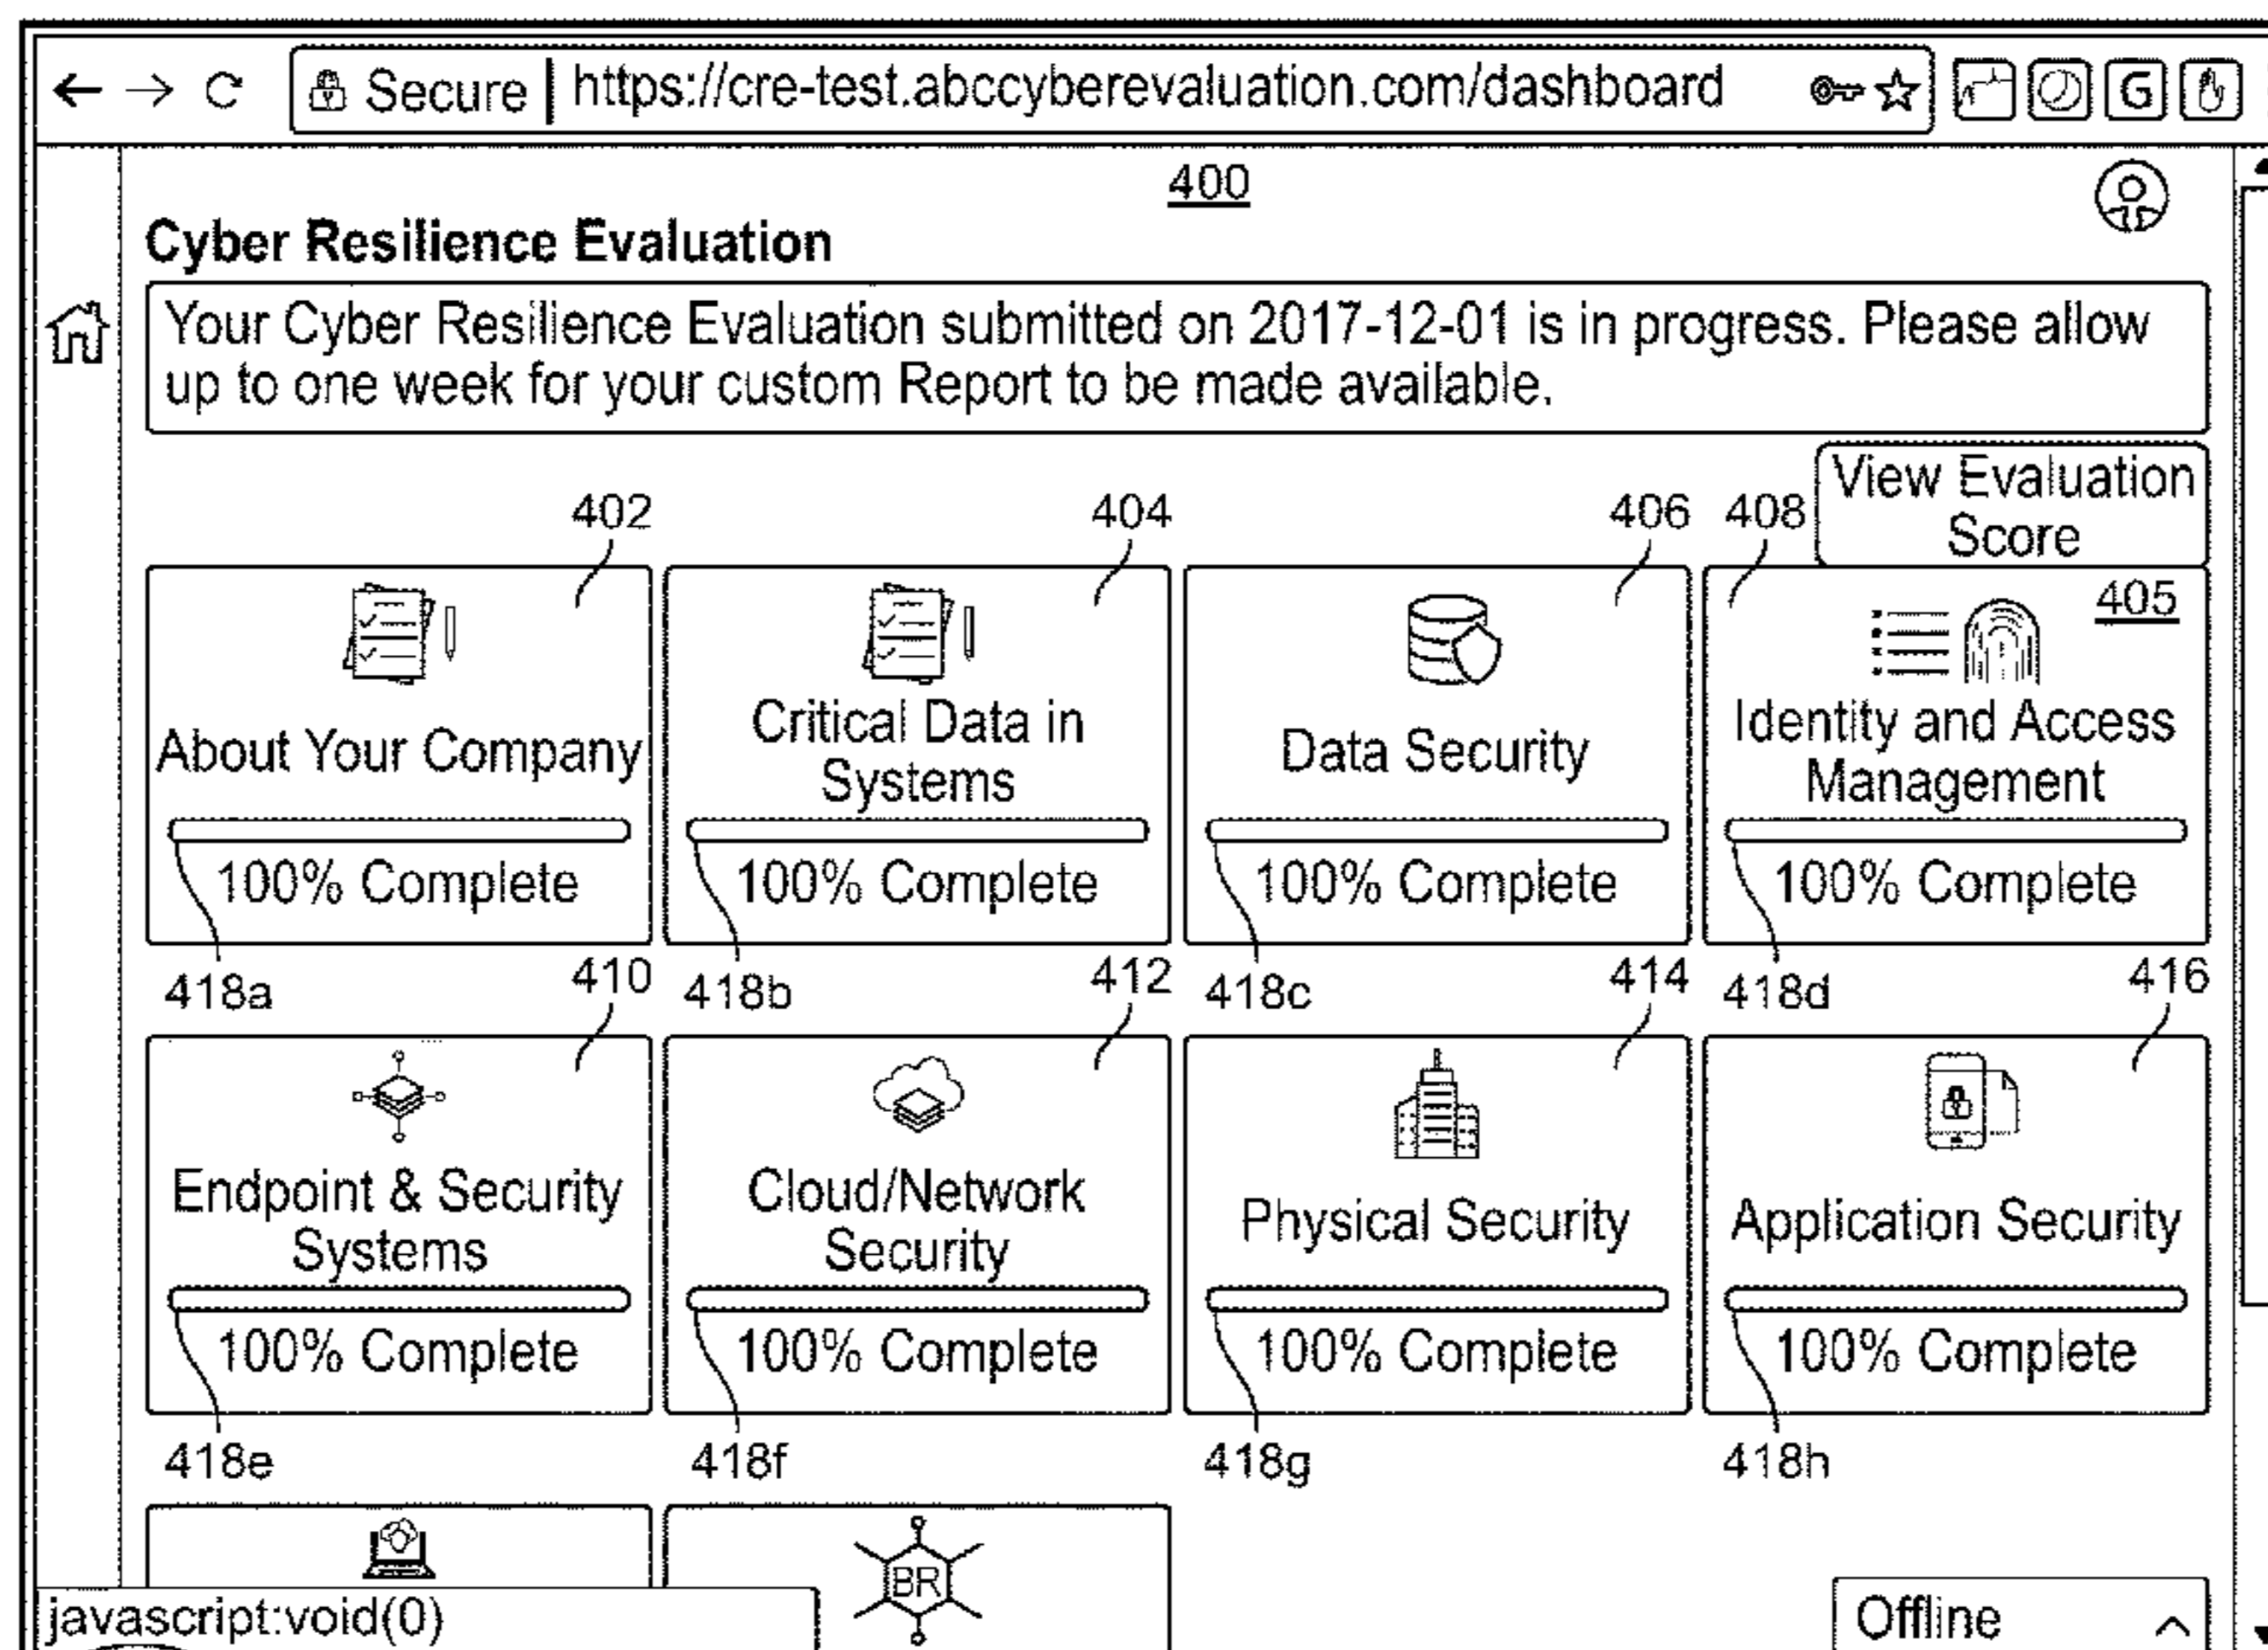 Secure | https://cre-test.abccyberevaluation.com/dashboard
G
400
Cyber Resilience Evaluation
Your Cyber Resilience Evaluation submitted on 2017-12-01 is in progress. Please allow
up to one week for your custom Report to be made available.
View Evaluation
Score
402
404
406
408
405
About Your Company
Critical Data in
Systems
Data Security
Identity and Access
Management
100% Complete
100% Complete
100% Complete
100% Complete
418a
410
418b
412
418c
414
418d
416
Endpoint & Security
Systems
Cloud/Network
Security
Physical Security
Application Security
100% Complete
100% Complete
100% Complete
100% Complete
418e
418f
418g
418h
BR
javascript:void(0)
Offline